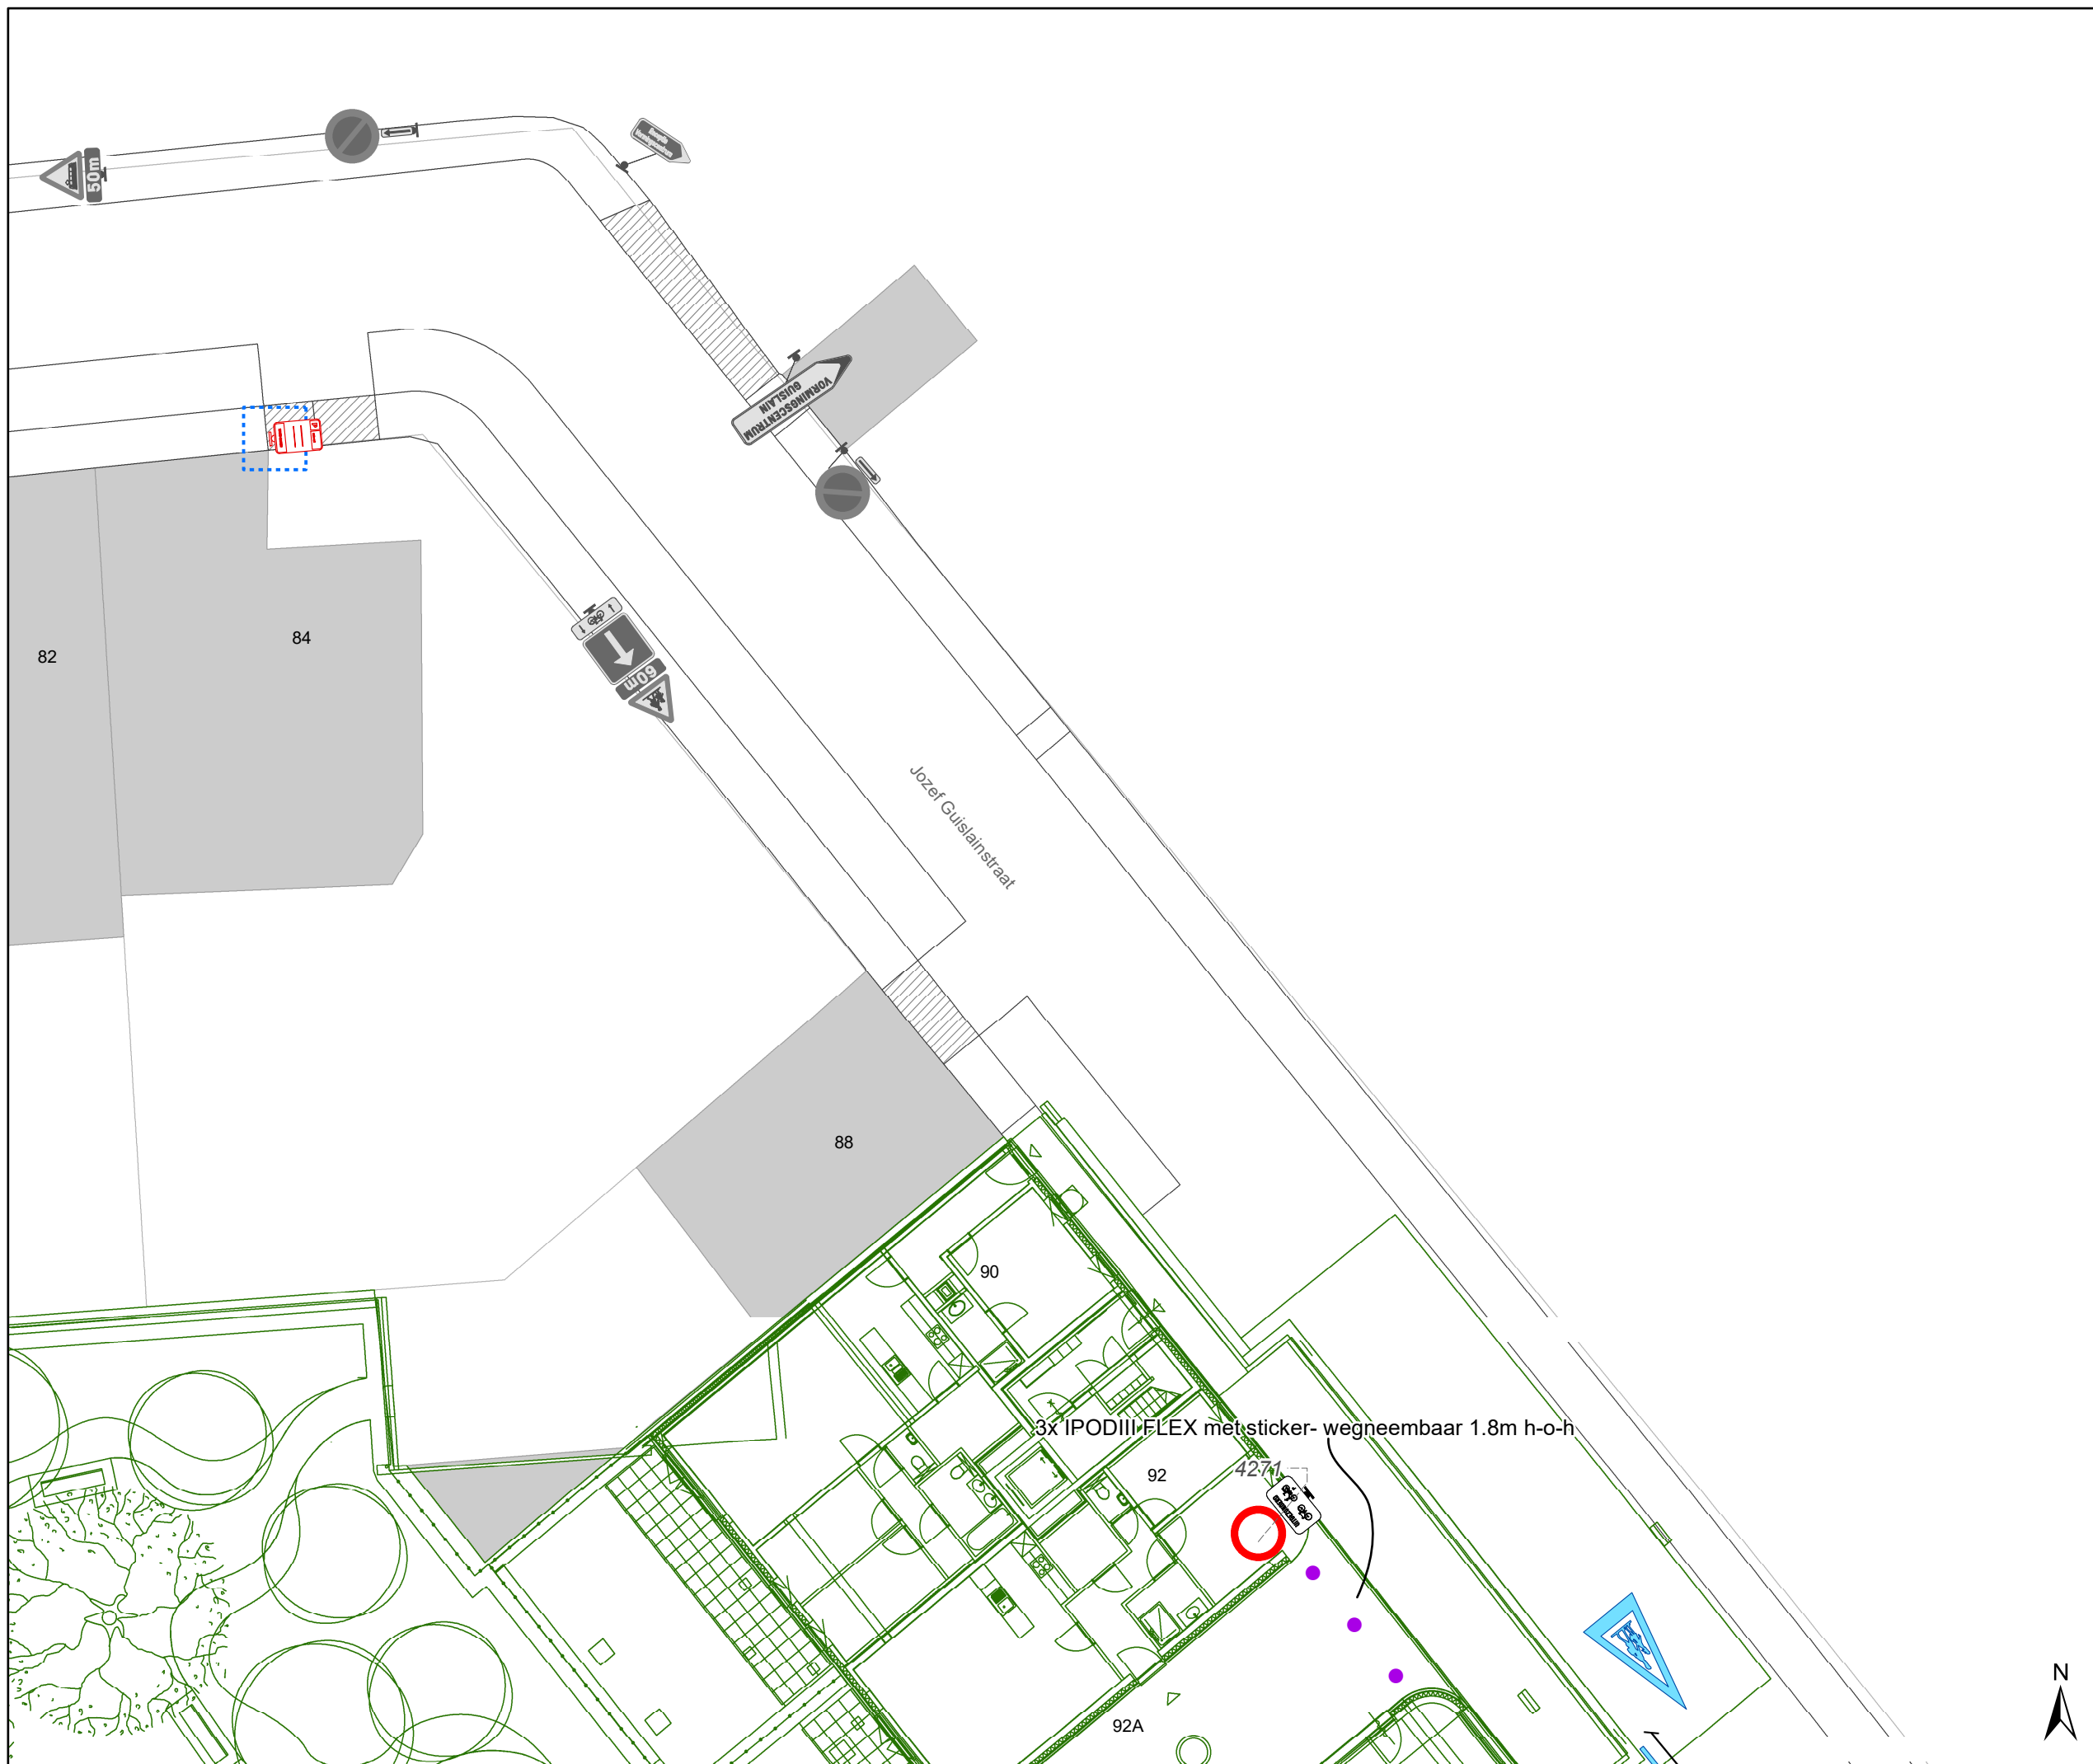 50m
VORMINGSCENTRUM
GUISLAIN
60m
82
84
Jozef Guislainstraat
88
90
3x IPODIII FLEX met sticker- wegneembaar 1.8m h-o-h
4271
92
92A
N